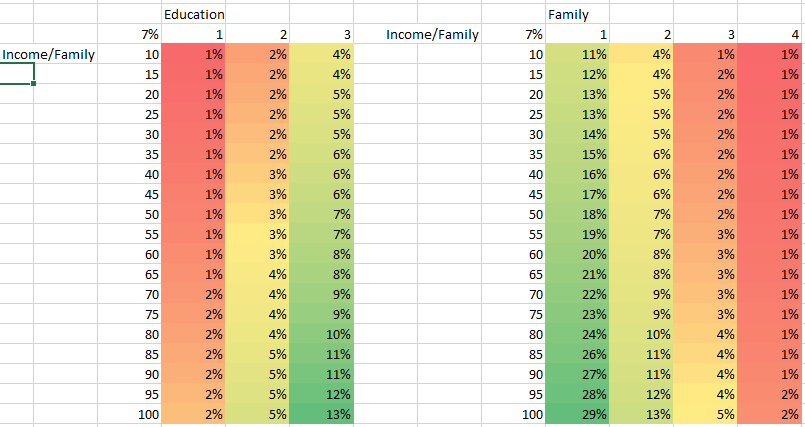 Education Family
7% 1 2 3 Income/Family 7% 1 2 3 4
Income/Family 10 1% 2% 4% 10 11% 4% 1% 1%
15 1% 2% 4% 15 12% 4% 2% 1%
20 1% 2% 5% 20 13% 5% 2% 1%
25 1% 2% 5% 25 13% 5% 2% 1%
30 1% 2% 5% 30 14% 5% 2% 1%
35 1% 2% 6% 35 15% 6% 2% 1%
40 1% 3% 6% 40 16% 6% 2% 1%
45 1% 3% 6% 45 17% 6% 2% 1%
50 1% 3% 7% 50 18% 7% 2% 1%
55 1% 3% 7% 55 19% 7% 3% 1%
60 1% 3% 8% 60 20% 8% 3% 1%
65 1% 4% 8% 65 21% 8% 3% 1%
70 2% 4% 9% 70 22% 9% 3% 1%
75 2% 4% 9% 75 23% 9% 3% 1%
80 2% 4% 10% 80 24% 10% 4% 1%
85 2% 5% 11% 85 26% 11% 4% 1%
90 2% 5% 11% 90 27% 11% 4% 1%
95 2% 5% 12% 95 28% 12% 4% 2%
100 2% 5% 13% 100 29% 13% 5% 2%